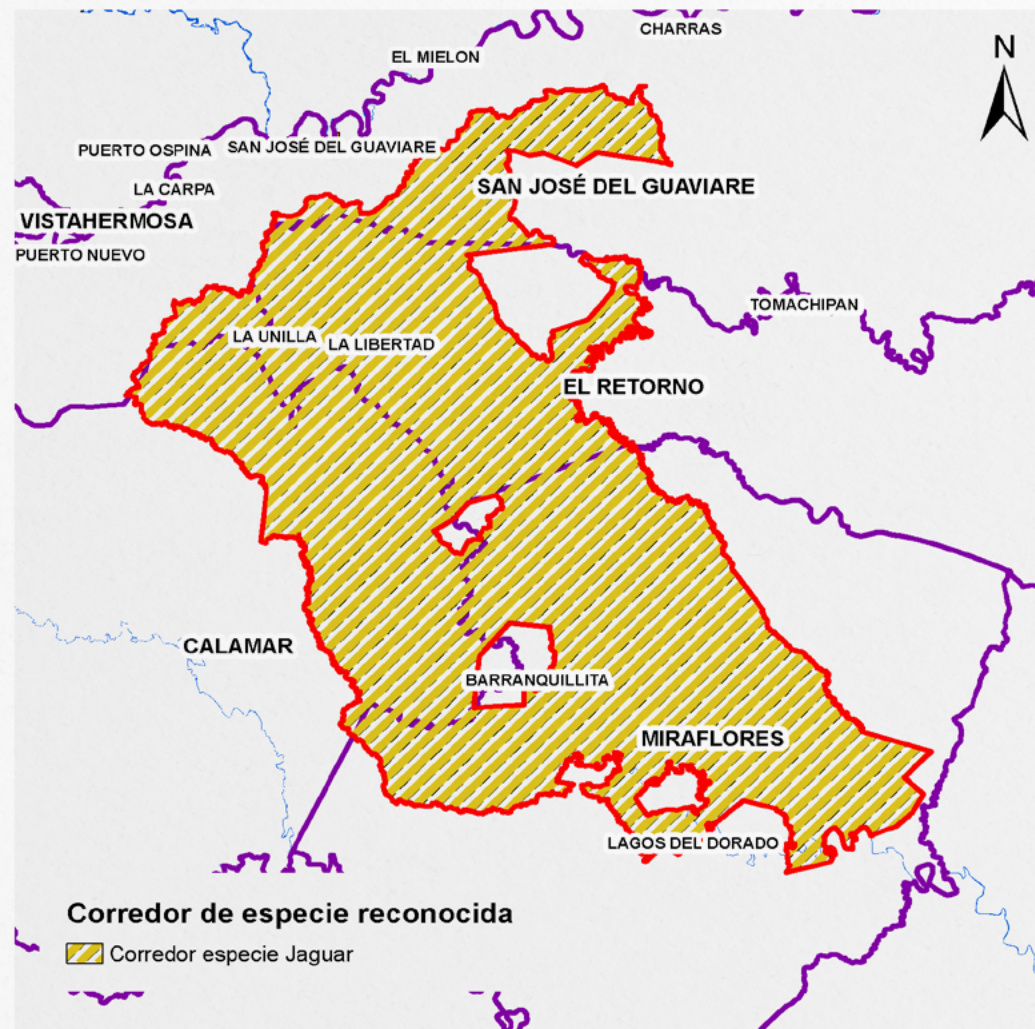 CHARRAS
N
EL MIELON
PUERTO OSPINA
SAN JOSÉ DEL GUAVIARE
LA CARPA
SAN JOSÉ DEL GUAVIARE
VISTAHERMOSA
PUERTO NUEVO
TOMACHIPAN
LA UNILLA
LA LIBERTAD
EL RETORNO
CALAMAR
BARRANQUILLITA
MIRAFLORES
LAGOS DEL DORADO
Corredor de especie reconocida
Corredor especie Jaguar